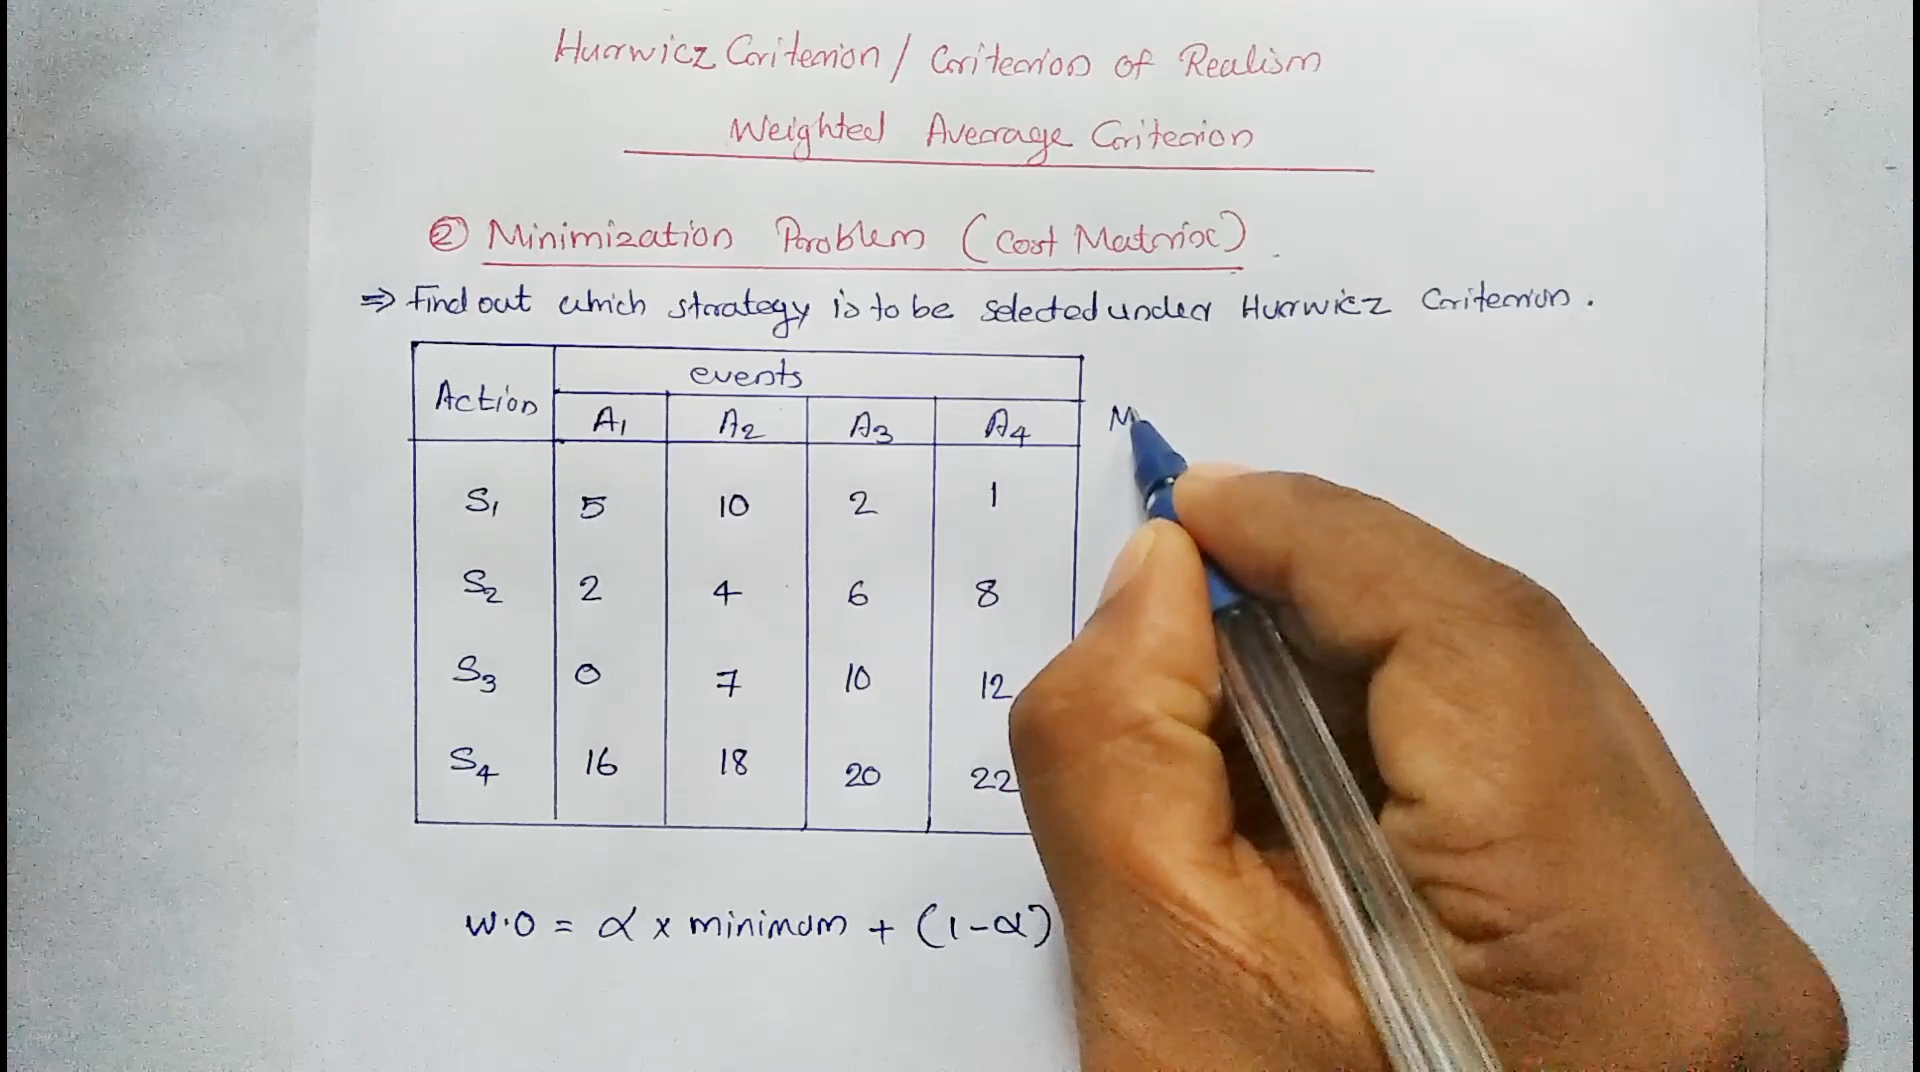 Hurwicz Criterion / Criterion of Realism
Weighted Average Criterion
② Minimization Problem (Cost Matrix)
⇒ Find out which strategy is to be selected under Hurwicz Criterion.
Action events
A1 A2 A3 A4
S1 5 10 2 1
S2 2 4 6 8
S3 0 7 10 12
S4 16 18 20 22
W.O = α × minimum + (1-α)